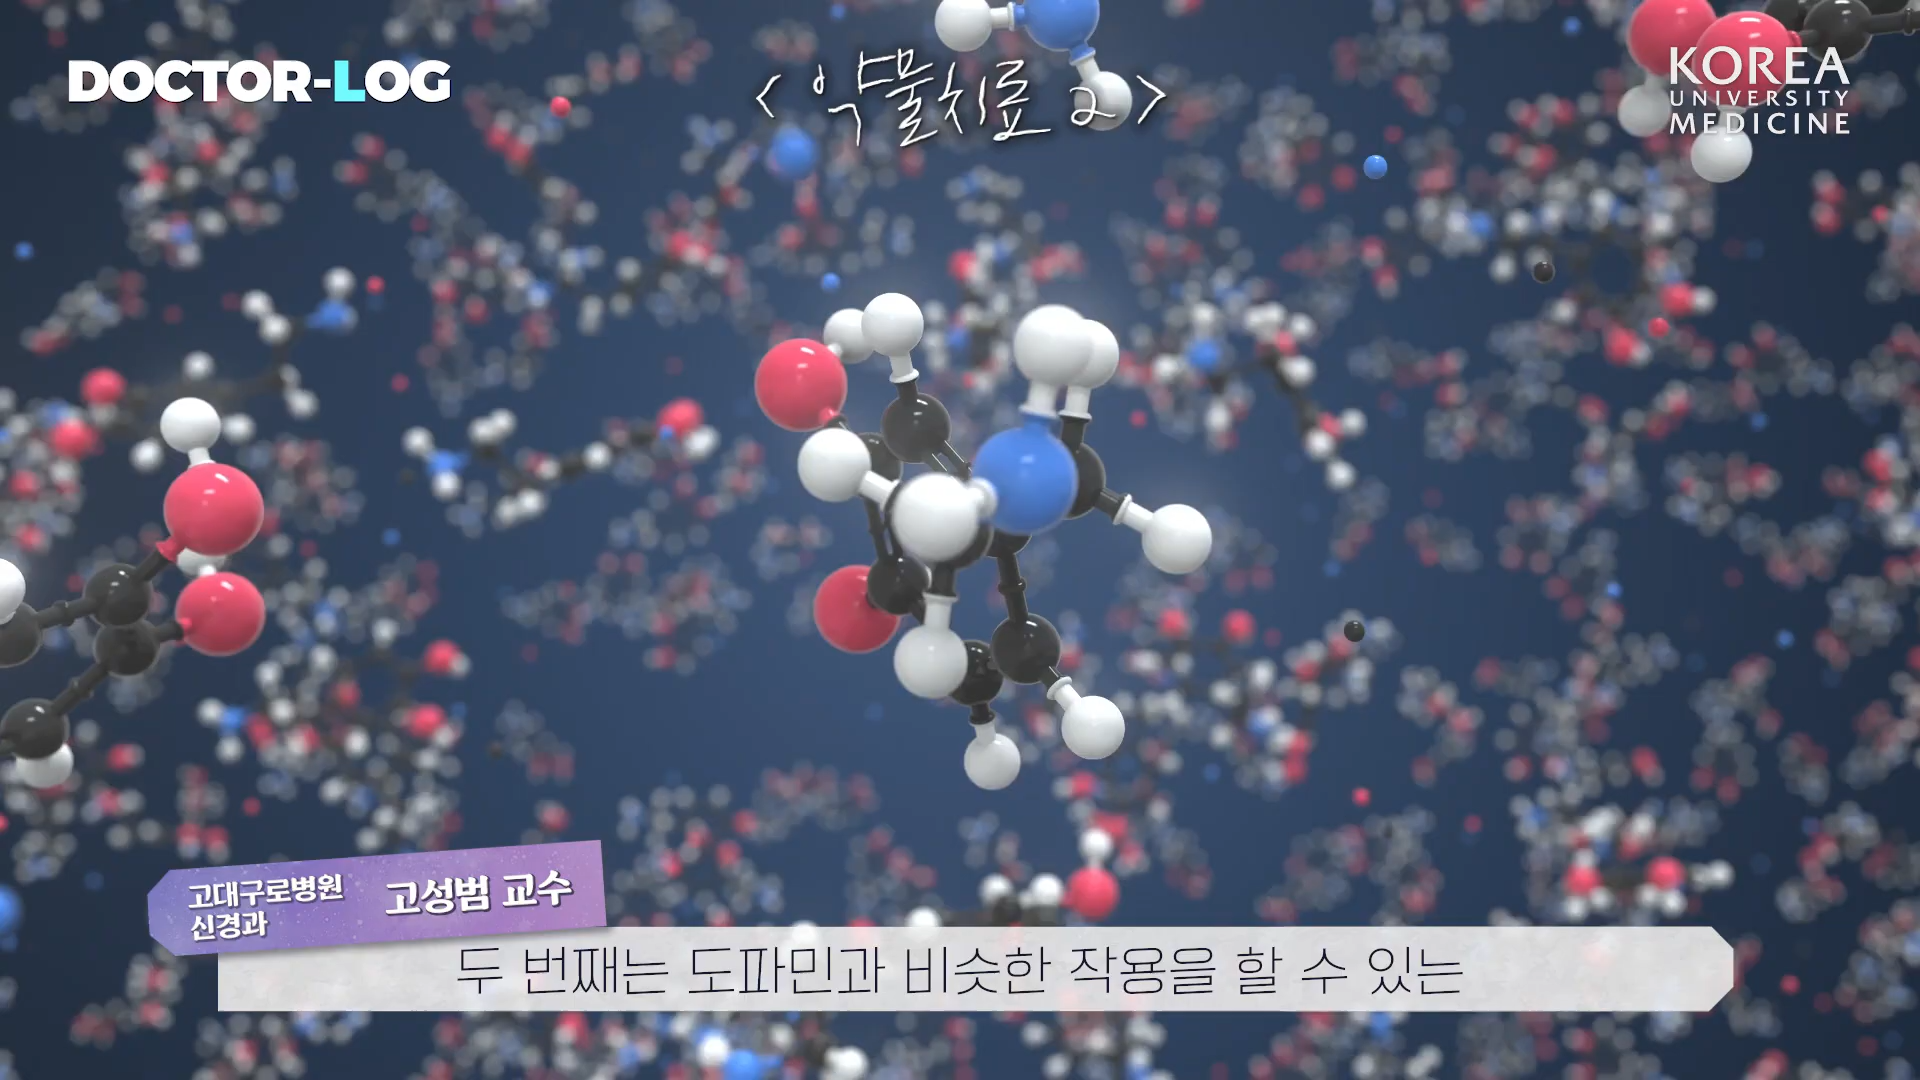 DOCTOR-LOG
<약물치료 2>
KOREA
UNIVERSITY
MEDICINE
고대구로병원
신경과
고성범 교수
두 번째는 도파민과 비슷한 작용을 할 수 있는